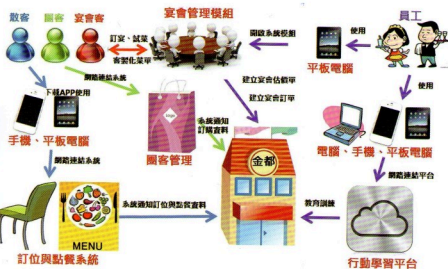 散客
團客
宴會客
宴會管理模組
員工
訂宴、試菜
客製化菜單
開啟系統模組
使用
平板電腦
網路連結系統
下載APP使用
建立宴會估價單
建立宴會訂單
使用
手機、平板電腦
系統通知
訂購資料
團客管理
金都
電腦、手機、平板電腦
網路連結系統
網路連結平台
系統通知訂位與點餐資料
教育訓練
MENU
訂位與點餐系統
行動學習平台